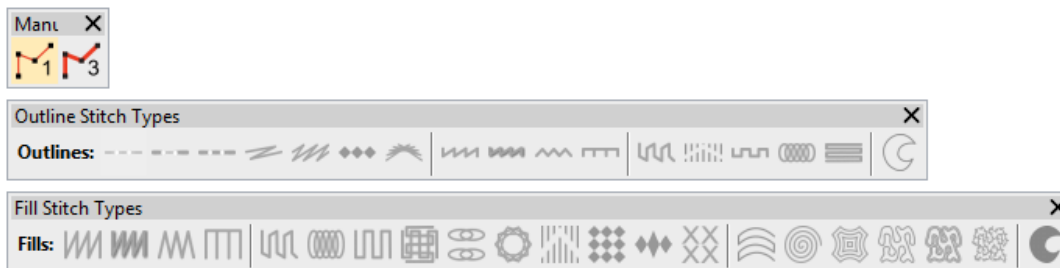 Manu
1 3
Outline Stitch Types
Outlines:
Fill Stitch Types
Fills: